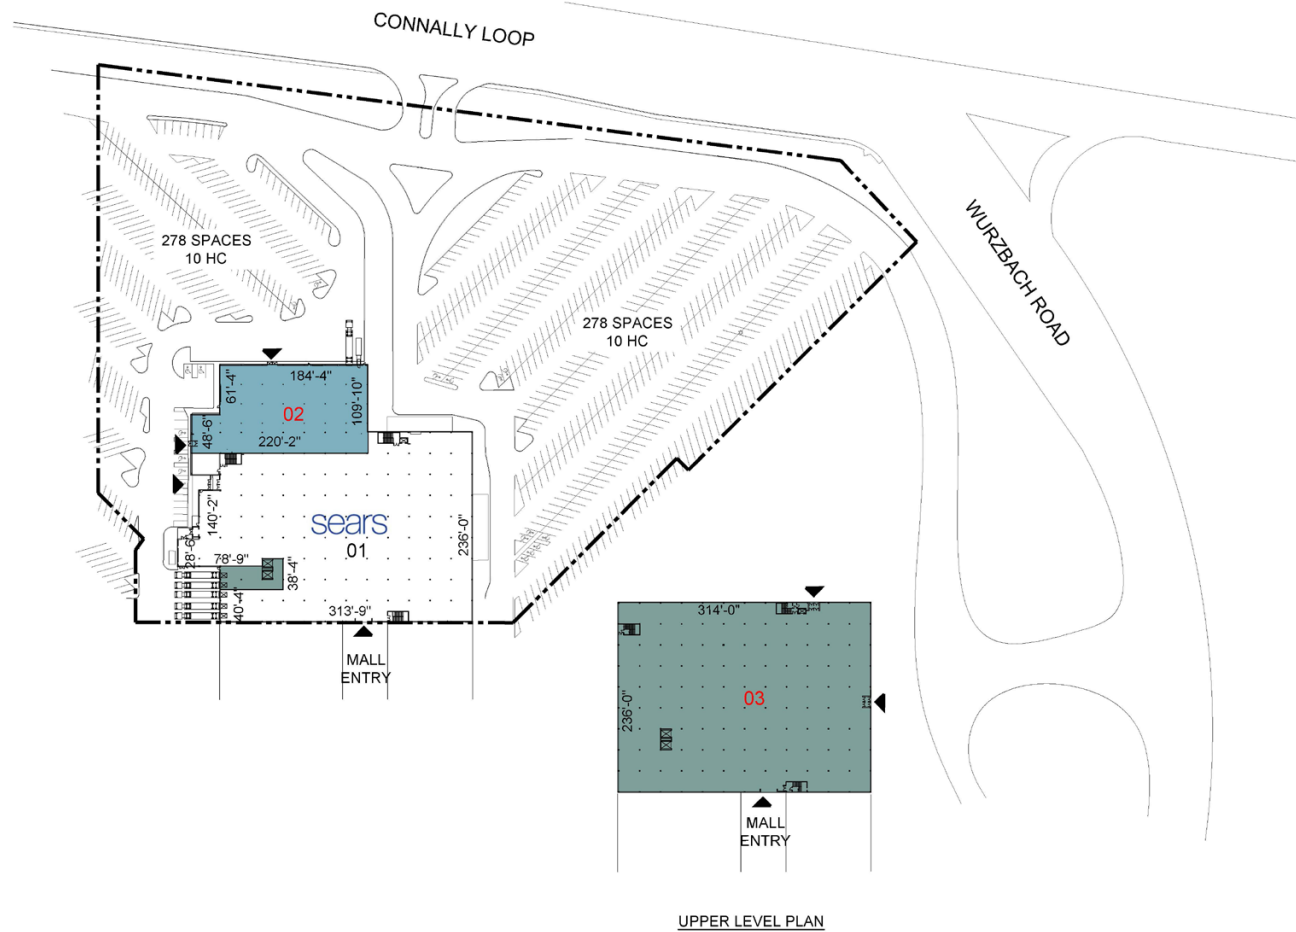 CONNALLY LOOP
WURZBACH ROAD
278 SPACES
10 HC
278 SPACES
10 HC
184'-4"
61'-4"
109'-10"
02
48'-6"
220'-2"
140'-2"
sears
01
236'-0"
28'-6"
78'-9"
38'-4"
40'-4"
313'-9"
MALL
ENTRY
314'-0"
03
236'-0"
MALL
ENTRY
UPPER LEVEL PLAN